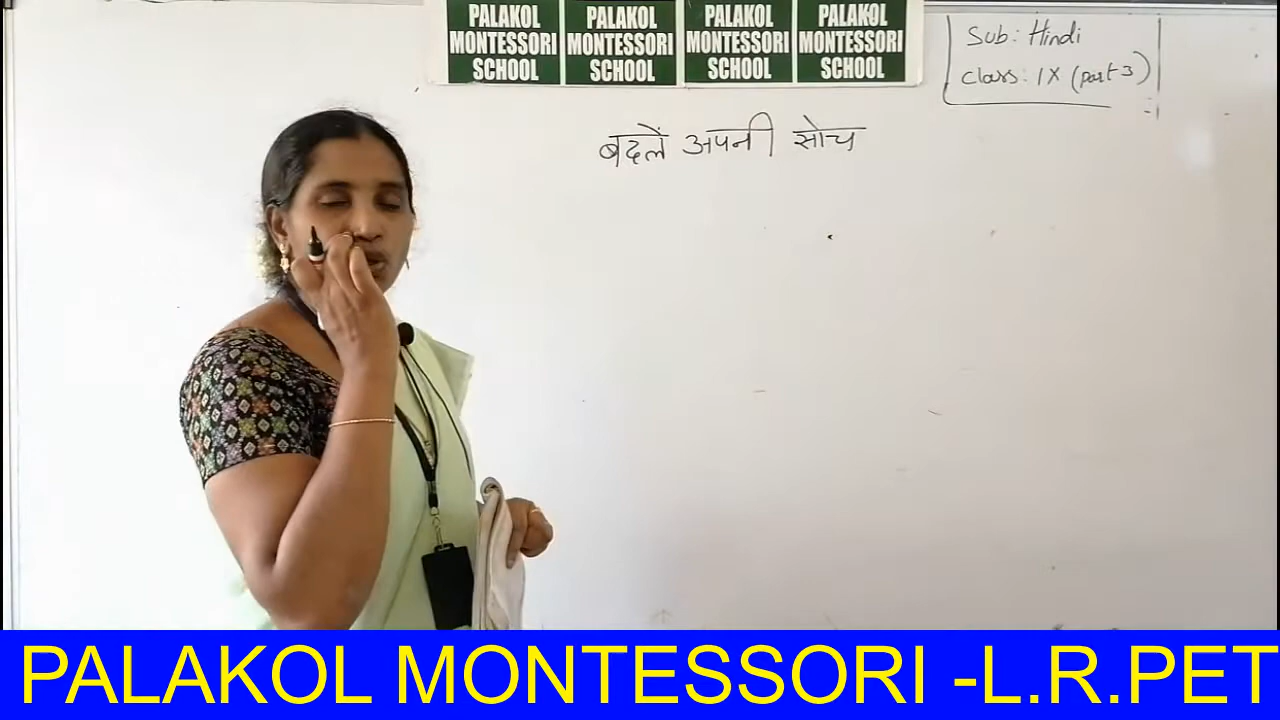 PALAKOL MONTESSORI SCHOOL
PALAKOL MONTESSORI SCHOOL
PALAKOL MONTESSORI SCHOOL
PALAKOL MONTESSORI SCHOOL
Sub: Hindi
Class: IX (part 3)
बदलें अपनी सोच
PALAKOL MONTESSORI -L.R.PET